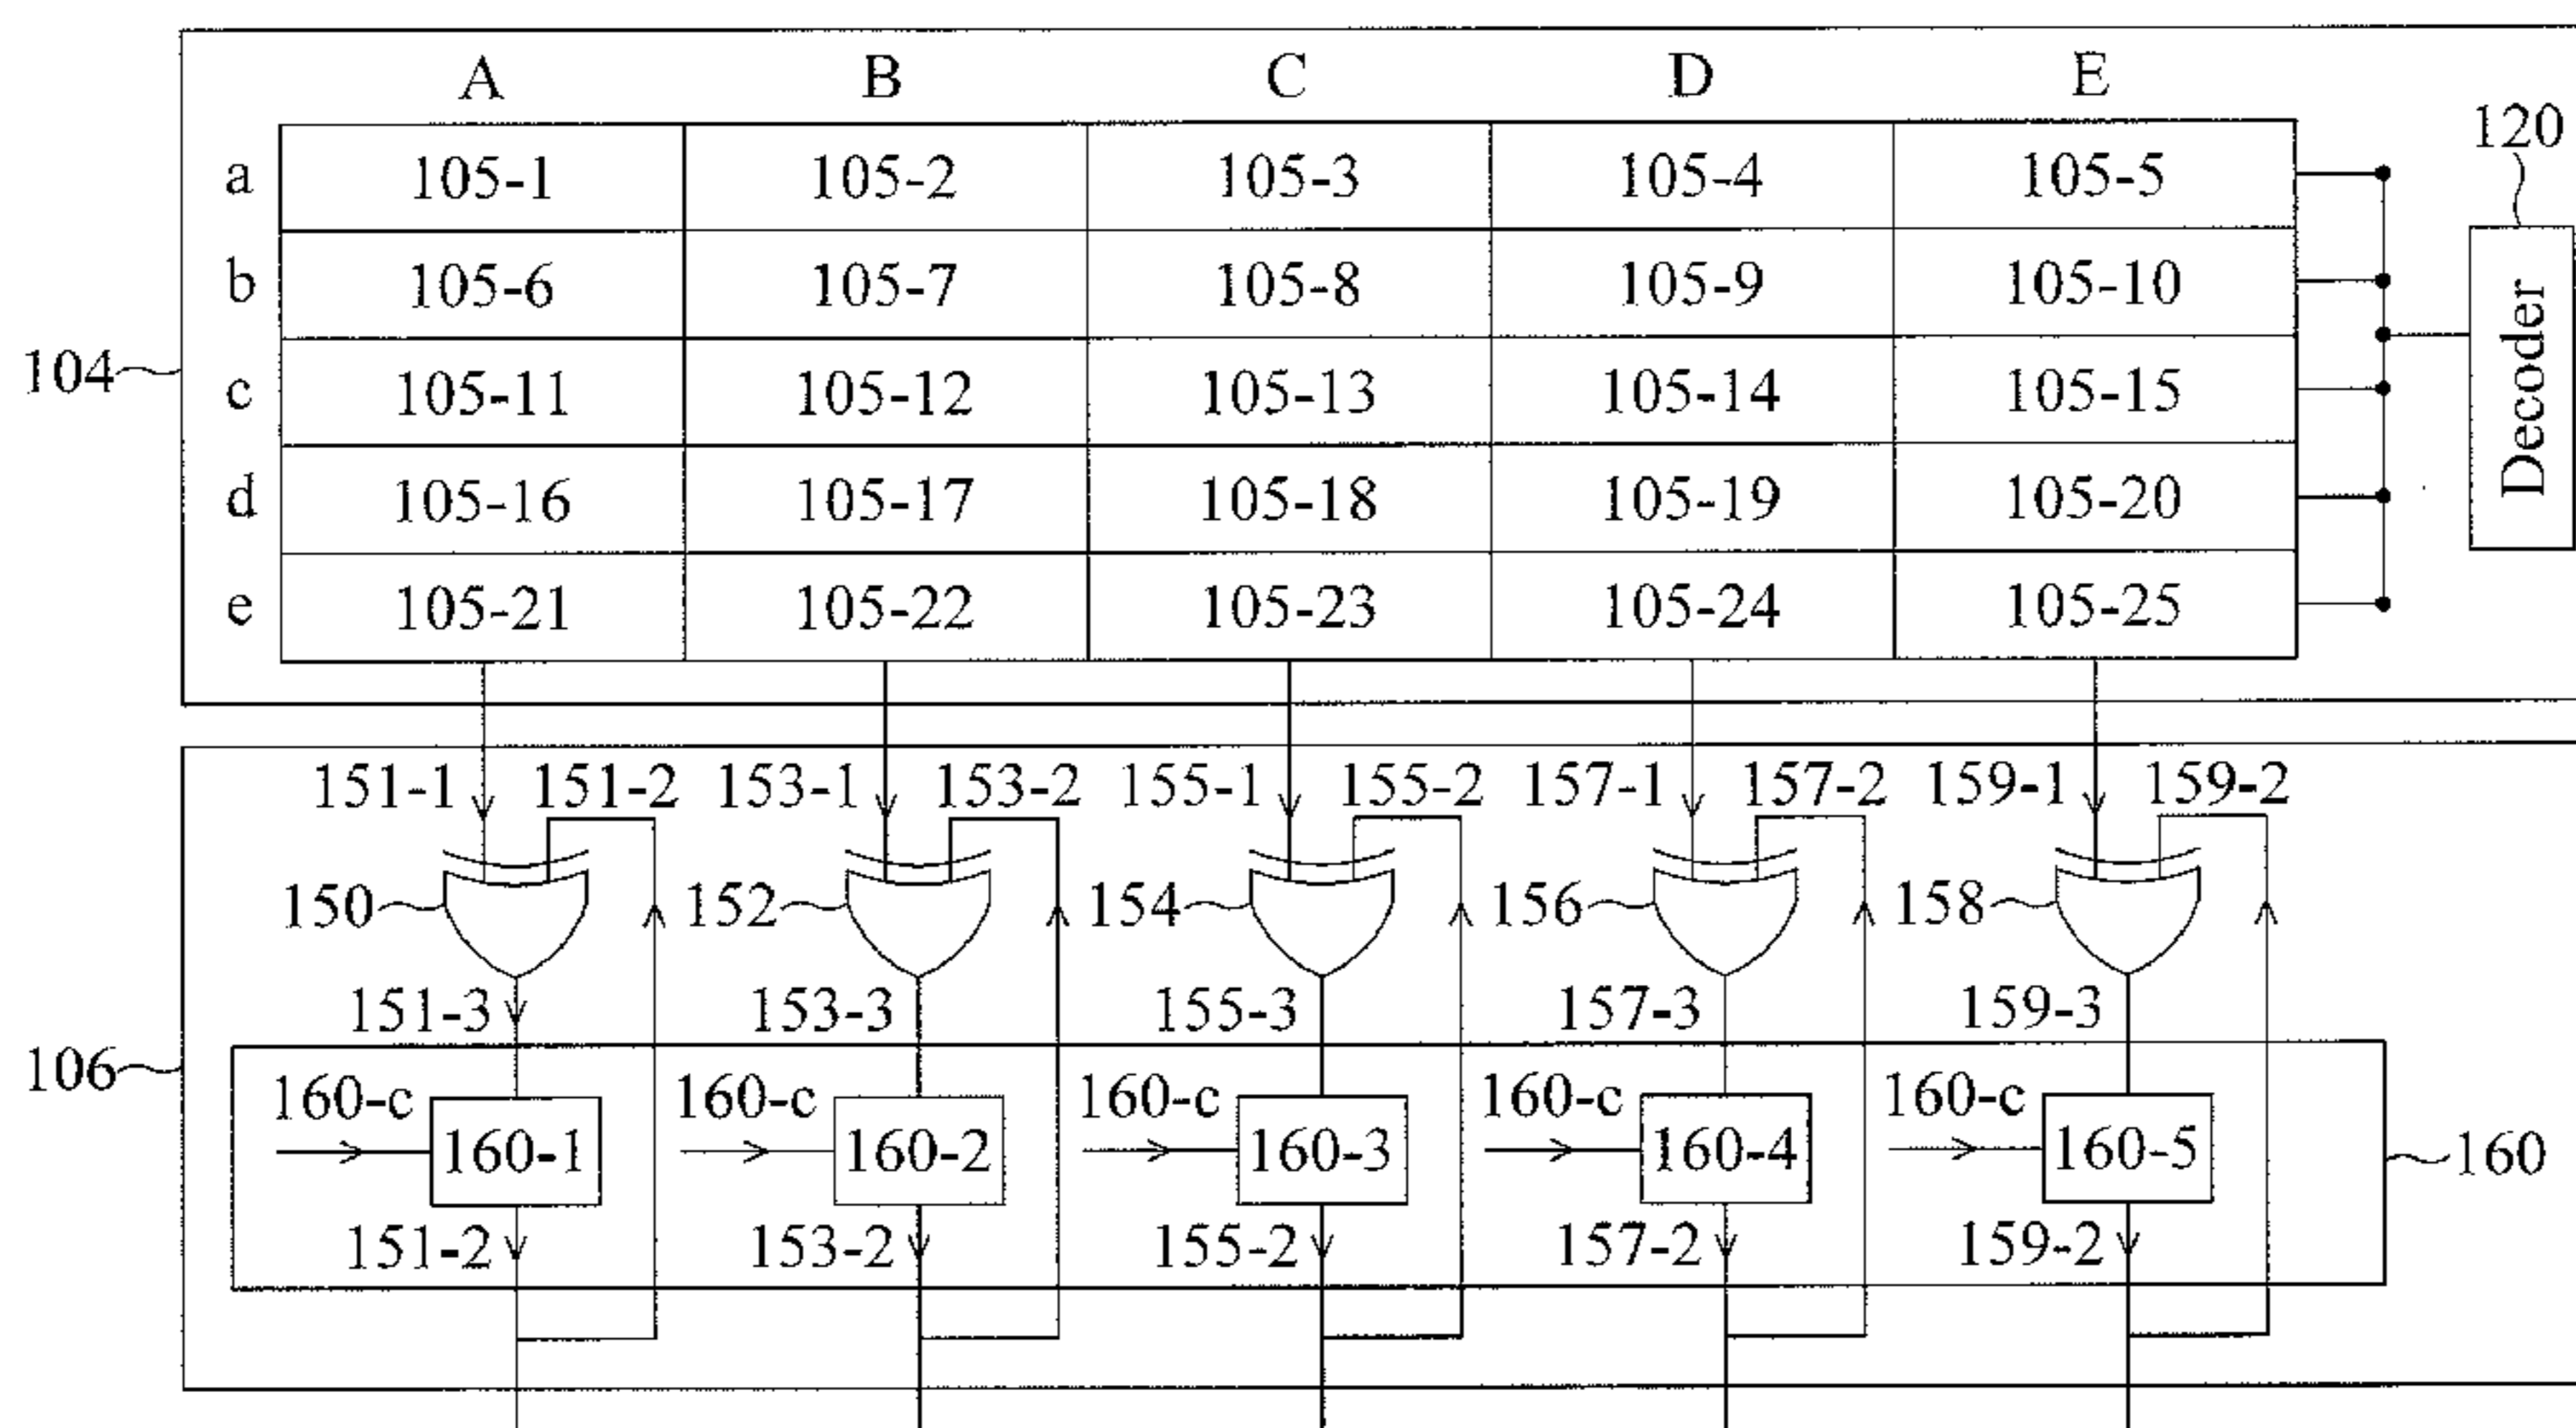 A B C D E
120
a 105-1 105-2 105-3 105-4 105-5
b 105-6 105-7 105-8 105-9 105-10
Decoder
104
c 105-11 105-12 105-13 105-14 105-15
d 105-16 105-17 105-18 105-19 105-20
e 105-21 105-22 105-23 105-24 105-25
151-1 151-2 153-1 153-2 155-1 155-2 157-1 157-2 159-1 159-2
150 152 154 156 158
151-3 153-3 155-3 157-3 159-3
106
160-c 160-c 160-c 160-c 160-c
160-1 160-2 160-3 160-4 160-5 160
151-2 153-2 155-2 157-2 159-2